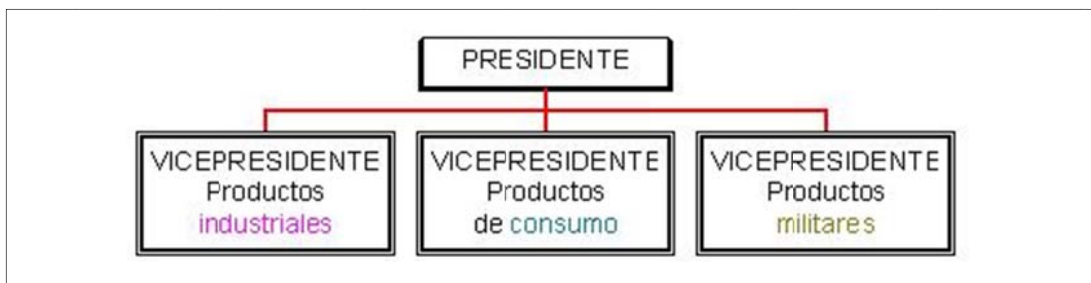 PRESIDENTE
VICEPRESIDENTE
Productos
industriales
VICEPRESIDENTE
Productos
de consumo
VICEPRESIDENTE
Productos
militares